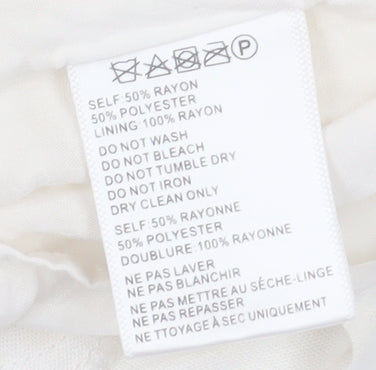 P
SELF:50% RAYON
50% POLYESTER
LINING:100% RAYON
DO NOT WASH
DO NOT BLEACH
DO NOT TUMBLE DRY
DO NOT IRON
DRY CLEAN ONLY
SELF:50% RAYONNE
50% POLYESTER
DOUBLURE:100% RAYONNE
NE PAS LAVER
NE PAS BLANCHIR
NE PAS METTRE AU SÈCHE-LINGE
NE PAS REPASSER
NETTOYAGE À SEC UNIQUEMENT